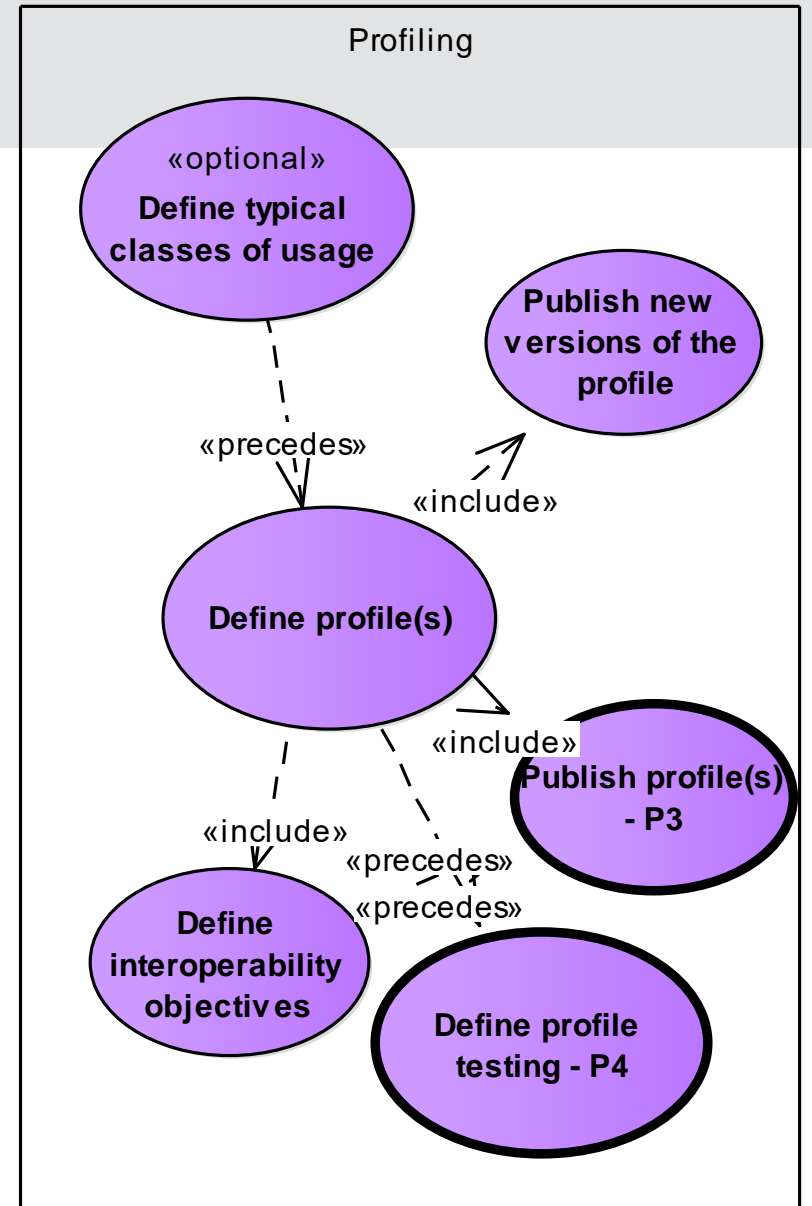 Profiling
«optional»
Define typical
classes of usage
Publish new
versions of the
profile
«precedes»
«include»
Define profile(s)
«include»
Publish profile(s)
- P3
«include»
«precedes»
«precedes»
Define
interoperability
objectives
Define profile
testing - P4